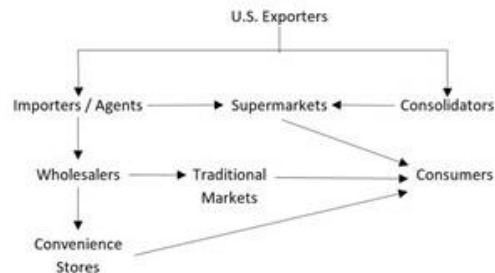 U.S. Exporters
Importers / Agents
Supermarkets
Consolidators
Wholesalers
Traditional
Markets
Consumers
Convenience
Stores